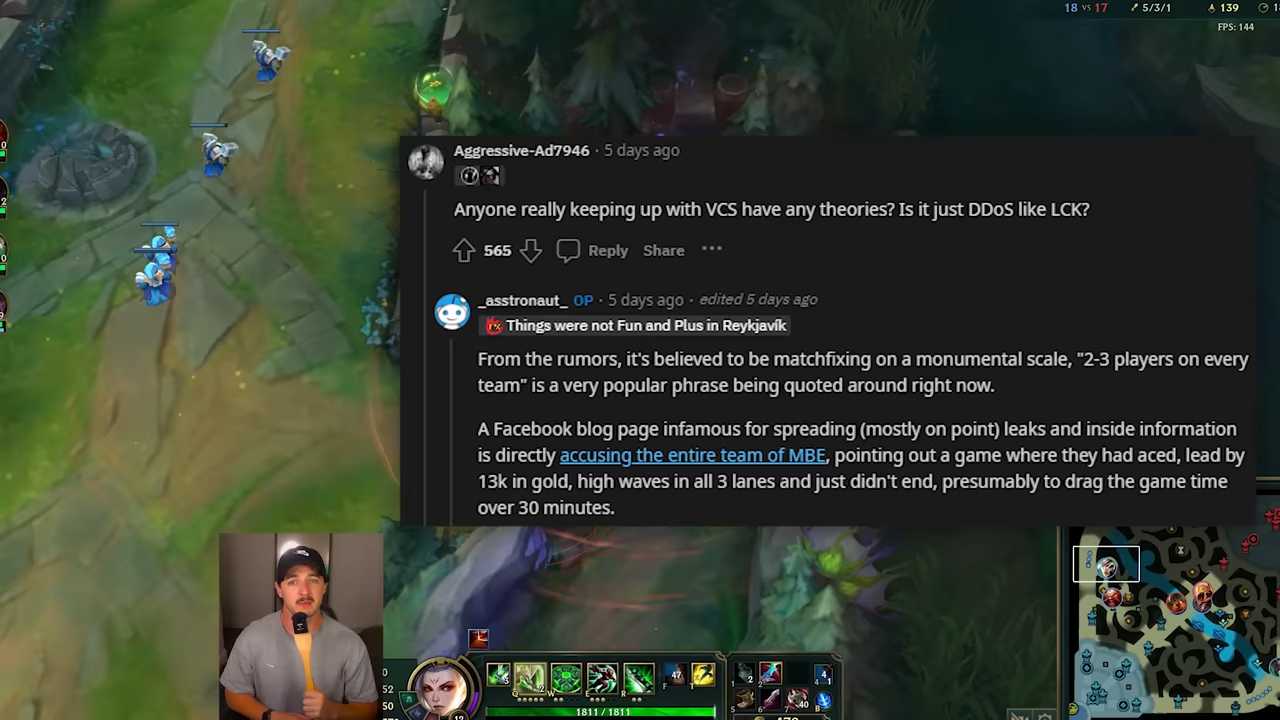 18 vs 17 5/3/1 139
FPS: 144
Aggressive-Ad7946 · 5 days ago
Anyone really keeping up with VCS have any theories? Is it just DDoS like LCK?
565 Reply Share ...
_asstronaut_ OP · 5 days ago · edited 5 days ago
Things were not Fun and Plus in Reykjavík
From the rumors, it's believed to be matchfixing on a monumental scale, "2-3 players on every
team" is a very popular phrase being quoted around right now.
A Facebook blog page infamous for spreading (mostly on point) leaks and inside information
is directly accusing the entire team of MBE, pointing out a game where they had aced, lead by
13k in gold, high waves in all 3 lanes and just didn't end, presumably to drag the game time
over 30 minutes.
Q W E R 47
1811 / 1811